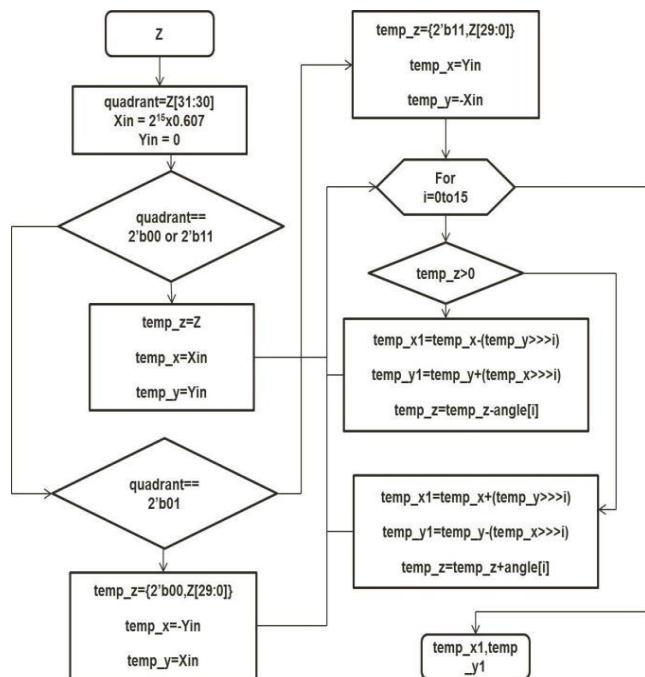 Z
quadrant=Z[31:30]
Xin = 2¹⁵x0.607
Yin = 0
quadrant==
2'b00 or 2'b11
temp_z=Z
temp_x=Xin
temp_y=Yin
quadrant==
2'b01
temp_z={2'b00,Z[29:0]}
temp_x=-Yin
temp_y=Xin
temp_z={2'b11,Z[29:0]}
temp_x=Yin
temp_y=-Xin
For
i=0to15
temp_z>0
temp_x1=temp_x-(temp_y>>>i)
temp_y1=temp_y+(temp_x>>>i)
temp_z=temp_z-angle[i]
temp_x1=temp_x+(temp_y>>>i)
temp_y1=temp_y-(temp_x>>>i)
temp_z=temp_z+angle[i]
temp_x1,temp
_y1